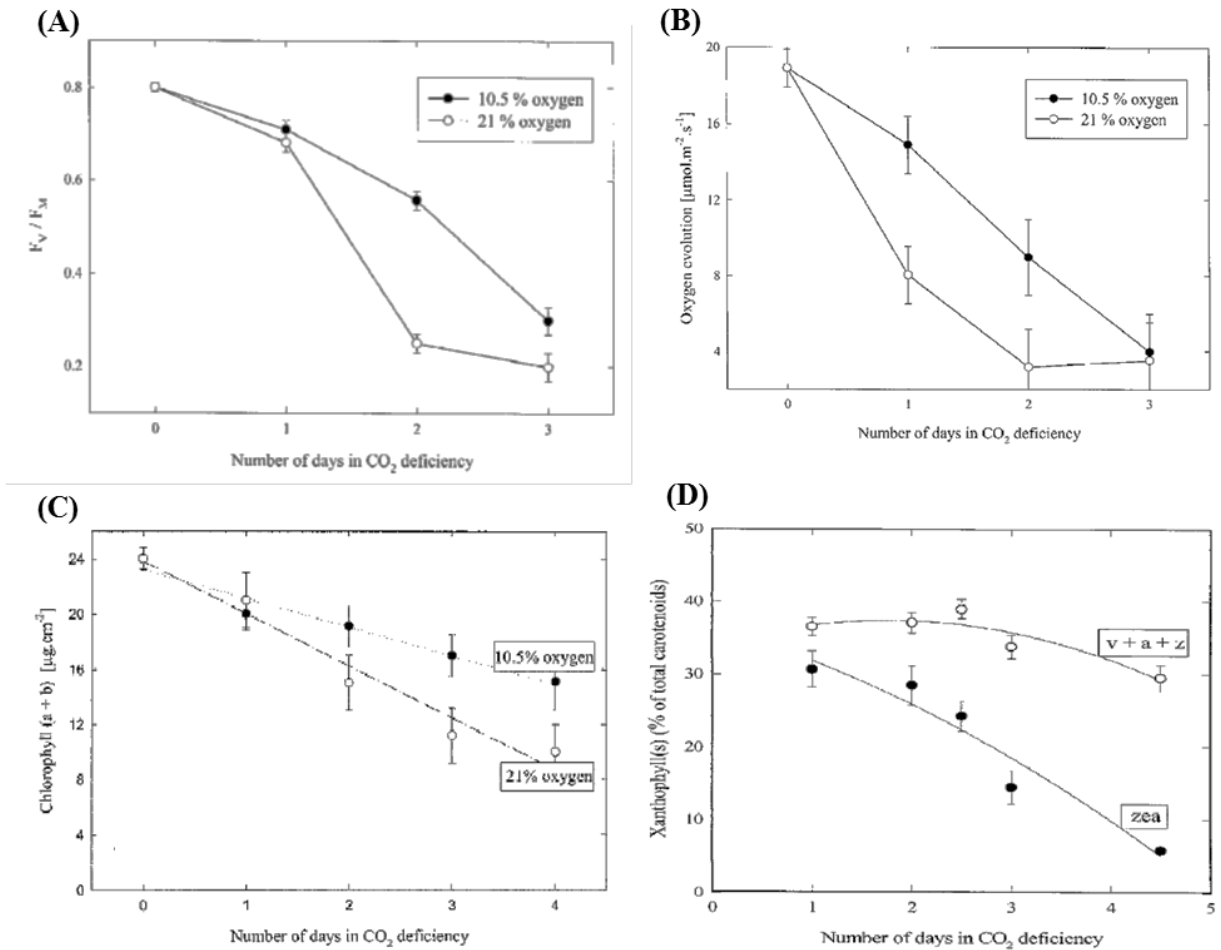 (A)
0.8
0.6
0.4
0.2
F_V / F_M
10.5 % oxygen
21 % oxygen
0 1 2 3
Number of days in CO₂ deficiency
(B)
20
16
12
8
4
Oxygen evolution [µmol.m⁻².s⁻¹]
10.5 % oxygen
21 % oxygen
0 1 2 3
Number of days in CO₂ deficiency
(C)
24
20
16
12
8
4
0
Chlorophyll (a + b) [µg.cm⁻²]
10.5% oxygen
21% oxygen
0 1 2 3 4
Number of days in CO₂ deficiency
(D)
50
40
30
20
10
0
Xanthophyll(s) (% of total carotenoids)
v + a + z
zea
0 1 2 3 4 5
Number of days in CO₂ deficiency